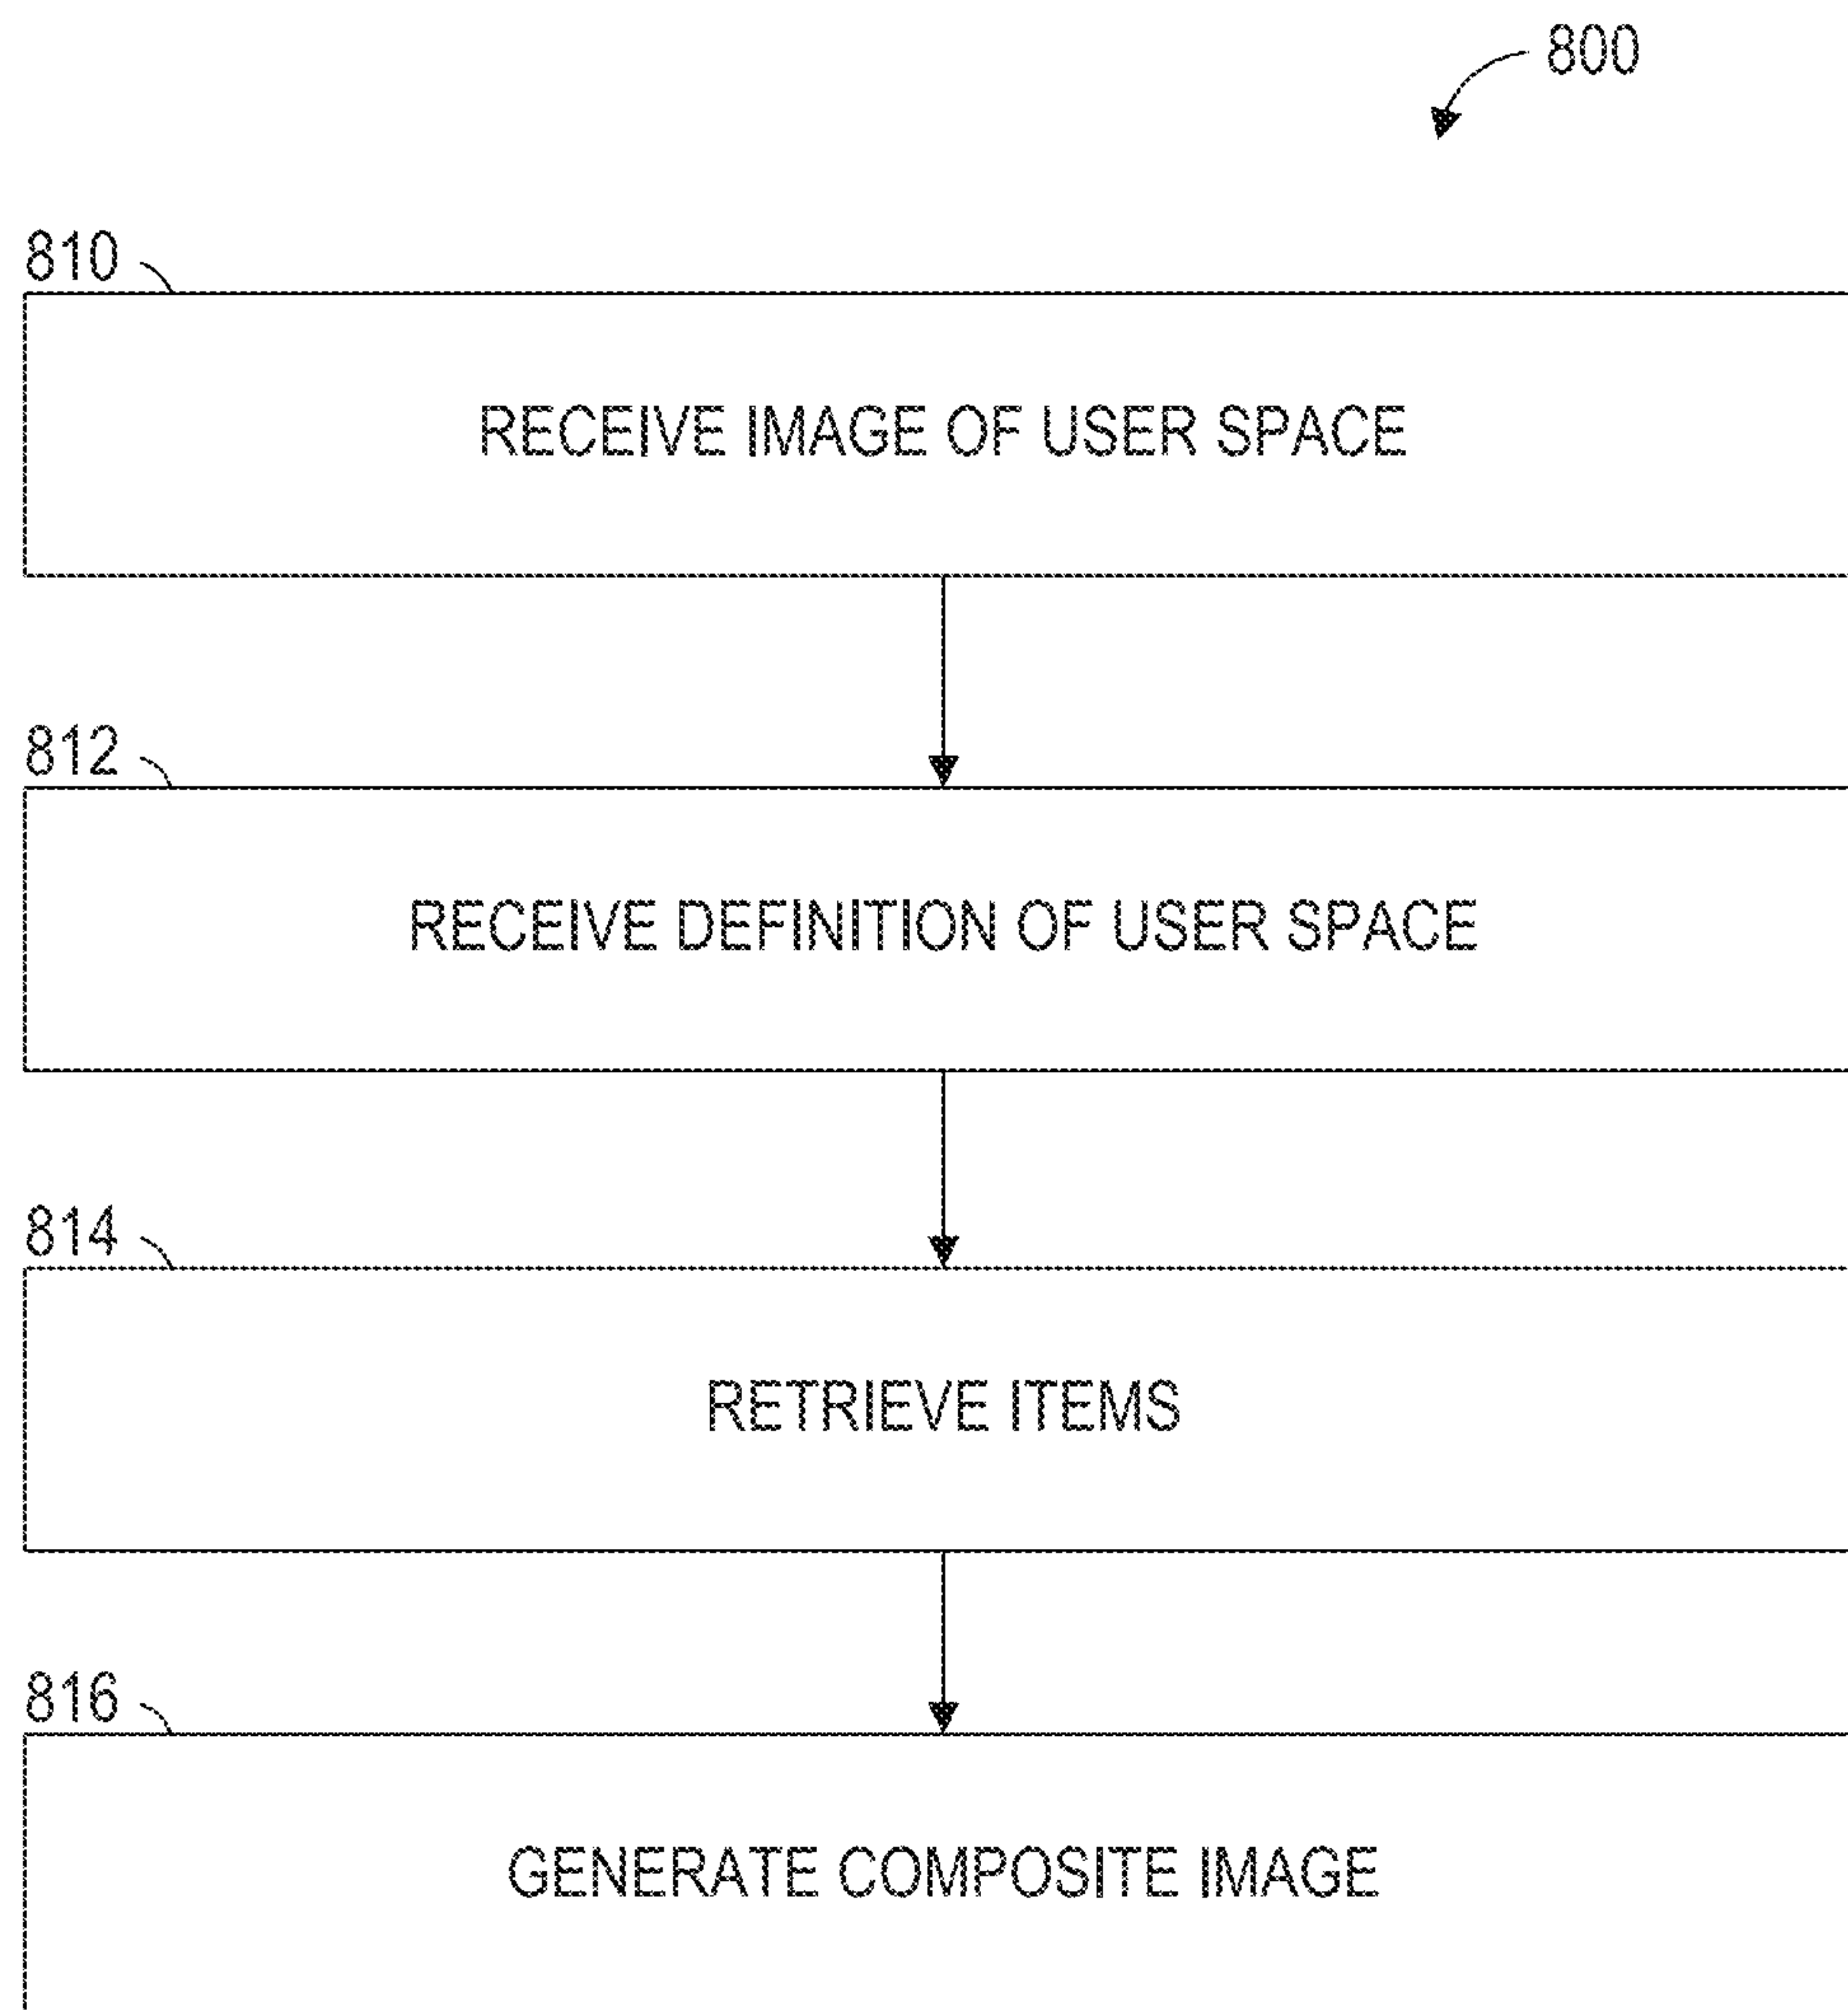 800
810
RECEIVE IMAGE OF USER SPACE
812
RECEIVE DEFINITION OF USER SPACE
814
RETRIEVE ITEMS
816
GENERATE COMPOSITE IMAGE